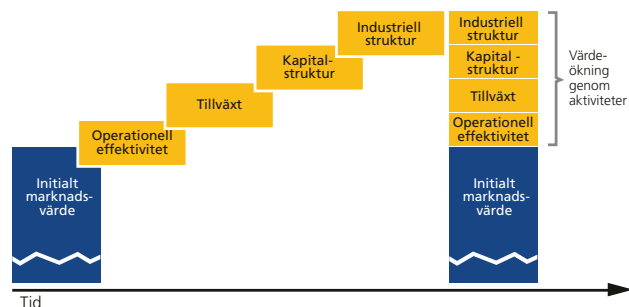 Industriell
struktur
Kapital-
struktur
Tillväxt
Operationell
effektivitet
Initialt
marknads-
värde
Industriell
struktur
Kapital -
struktur
Tillväxt
Operationell
effektivitet
Initialt
marknads-
värde
Värde-
ökning
genom
aktiviteter
Tid